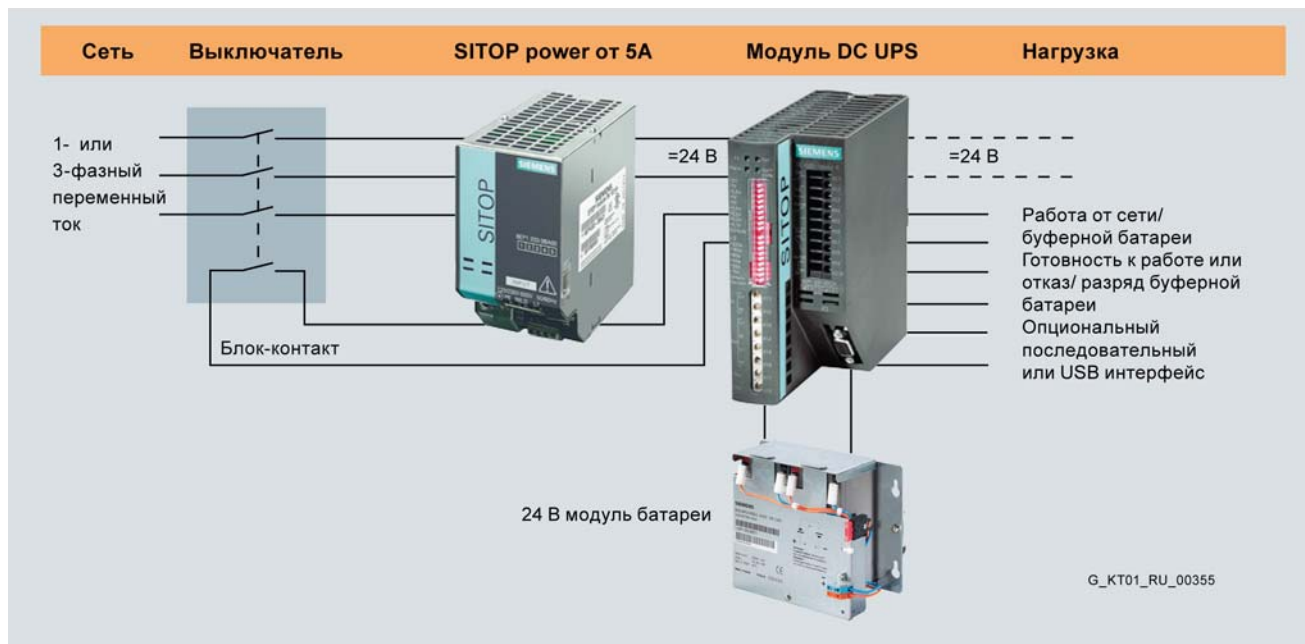 Сеть
Выключатель
SITOP power от 5А
Модуль DC UPS
Нагрузка
1- или
3-фазный
переменный
ток
Блок-контакт
SIEMENS
SITOP
=24 В
SIEMENS
SITOP
=24 В
Работа от сети/
буферной батареи
Готовность к работе или
отказ/ разряд буферной
батареи
Опциональный
последовательный
или USB интерфейс
24 В модуль батареи
SIEMENS
G_KT01_RU_00355